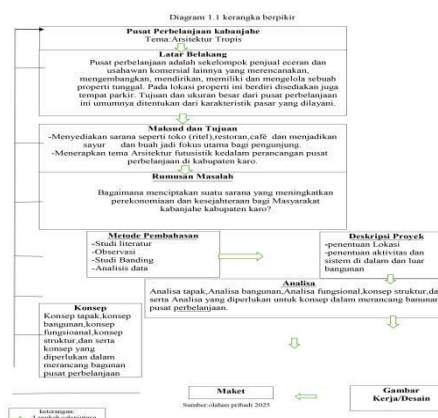 Diagram 1.1 kerangka berpikir
Pusat Perbelanjaan kabanjahe
Tema:Arsitektur Tropis
Latar Belakang
Pusat perbelanjaan adalah sekelompok penjual eceran dan
usahawan komersial lainnya yang merencanakan,
mengembangkan, mendirikan, memiliki dan mengelola sebuah
properti tunggal. Pada lokasi properti ini berdiri disediakan juga
tempat parkir. Tujuan dan ukuran besar dari pusat perbelanjaan
ini umumnya ditentukan dari karakteristik pasar yang dilayani.
Maksud dan Tujuan
-Menyediakan sarana seperti toko (ritel),restoran,café dan menjadikan
sayur dan buah jadi fokus utama bagi pengunjung.
-Menerapkan tema Arsitektur futusistik kedalam perancangan pusat
perbelanjaan di kabupaten karo.
Rumusan Masalah
Bagaimana menciptakan suatu sarana yang meningkatkan
perekonomiaan dan kesejahteraan bagi Masyarakat
kabanjahe kabupaten karo?
Metode Pembahasan
-Studi literatur
-Observasi
-Studi Banding
-Analisis data
Deskripsi Proyek
-penentuan Lokasi
-penentuan aktivitas dan
sistem di dalam dan luar
bangunan
Analisa
Analisa tapak,Analisa bangunan,Analisa fungsional,konsep struktur,da
serta Analisa yang diperlukan untuk konsep dalam merancang banunan
pusat perbelanjaan.
Konsep
Konsep tapak,konsep
bangunan,konsep
fungsioanal,konsep
struktur,dan serta
konsep yang
diperlukan dalam
merancang bagunan
pusat perbelanjaan
Maket
Gambar
Kerja/Desain
Sumber:olahan pribadi 2025
keterangan: